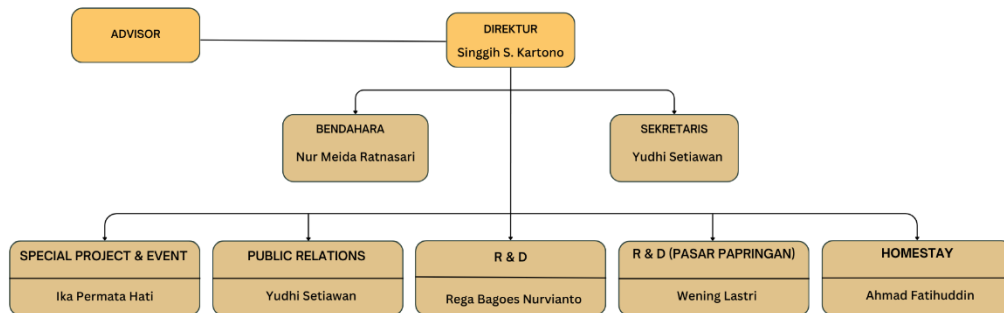 ADVISOR
DIREKTUR
Singgih S. Kartono
BENDAHARA
Nur Meida Ratnasari
SEKRETARIS
Yudhi Setiawan
SPECIAL PROJECT & EVENT
Ika Permata Hati
PUBLIC RELATIONS
Yudhi Setiawan
R & D
Rega Bagoes Nurvianto
R & D (PASAR PAPRINGAN)
Wening Lastri
HOMESTAY
Ahmad Fatihuddin